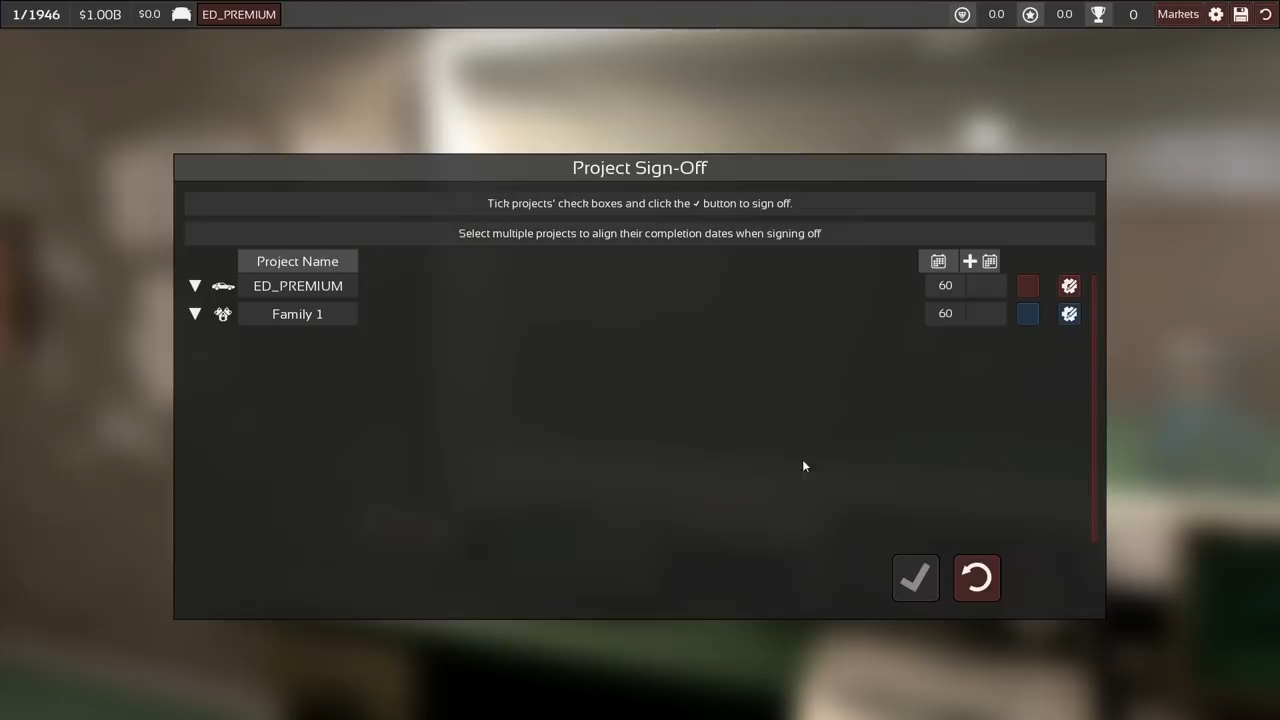 1/1946 $1.00B $0.0 ED_PREMIUM 0.0 0.0 0 Markets
Project Sign-Off
Tick projects' check boxes and click the ✓ button to sign off.
Select multiple projects to align their completion dates when signing off
Project Name
ED_PREMIUM 60
Family 1 60